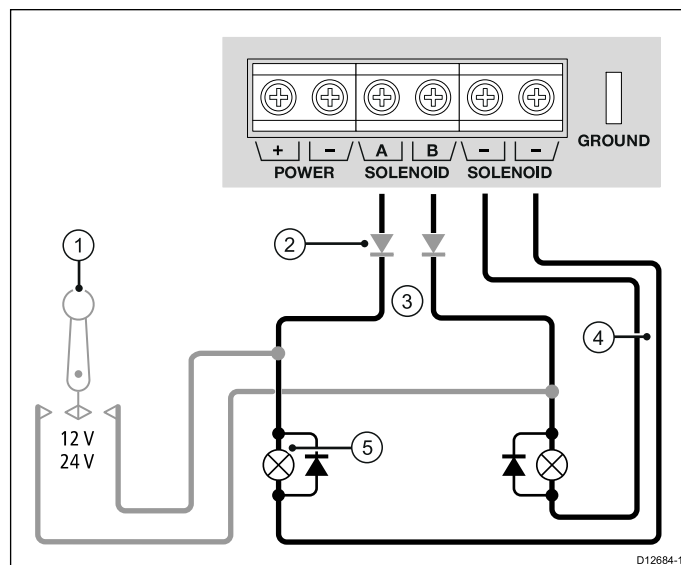 + − A B − −
POWER SOLENOID SOLENOID
GROUND
1
2
3
4
12 V
24 V
5
D12684-1